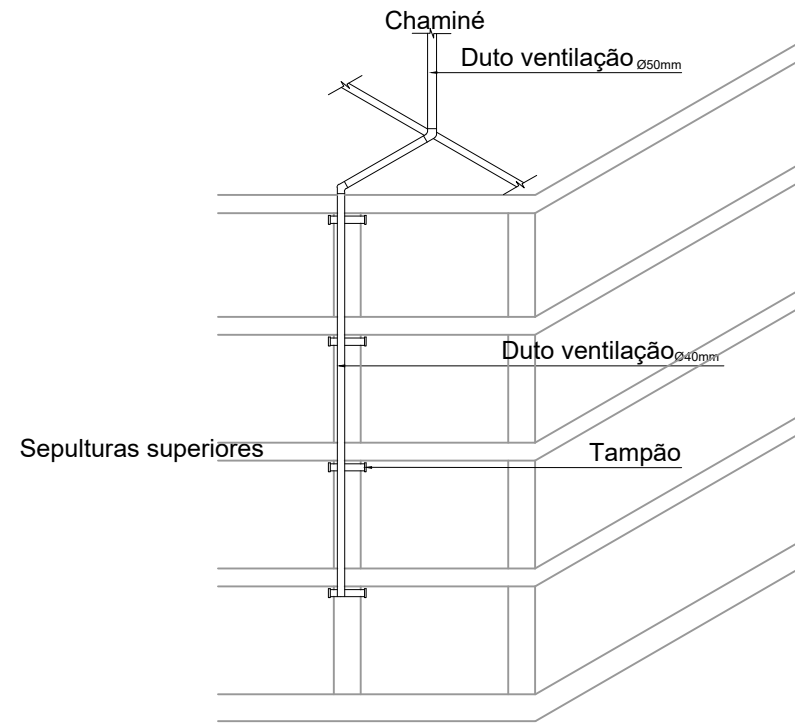 Chaminé
Duto ventilação Ø50mm
Duto ventilação Ø40mm
Sepulturas superiores
Tampão